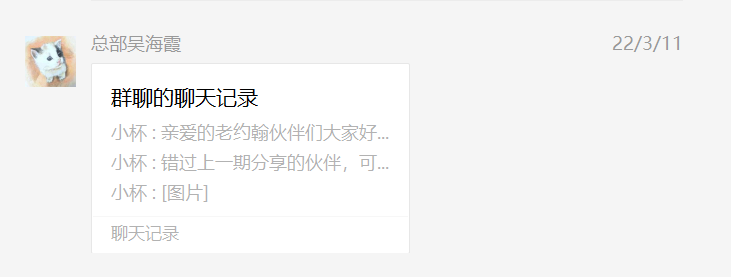 总部吴海霞
22/3/11
群聊的聊天记录
小杯 : 亲爱的老约翰伙伴们大家好...
小杯 : 错过上一期分享的伙伴，可...
小杯 : [图片]
聊天记录